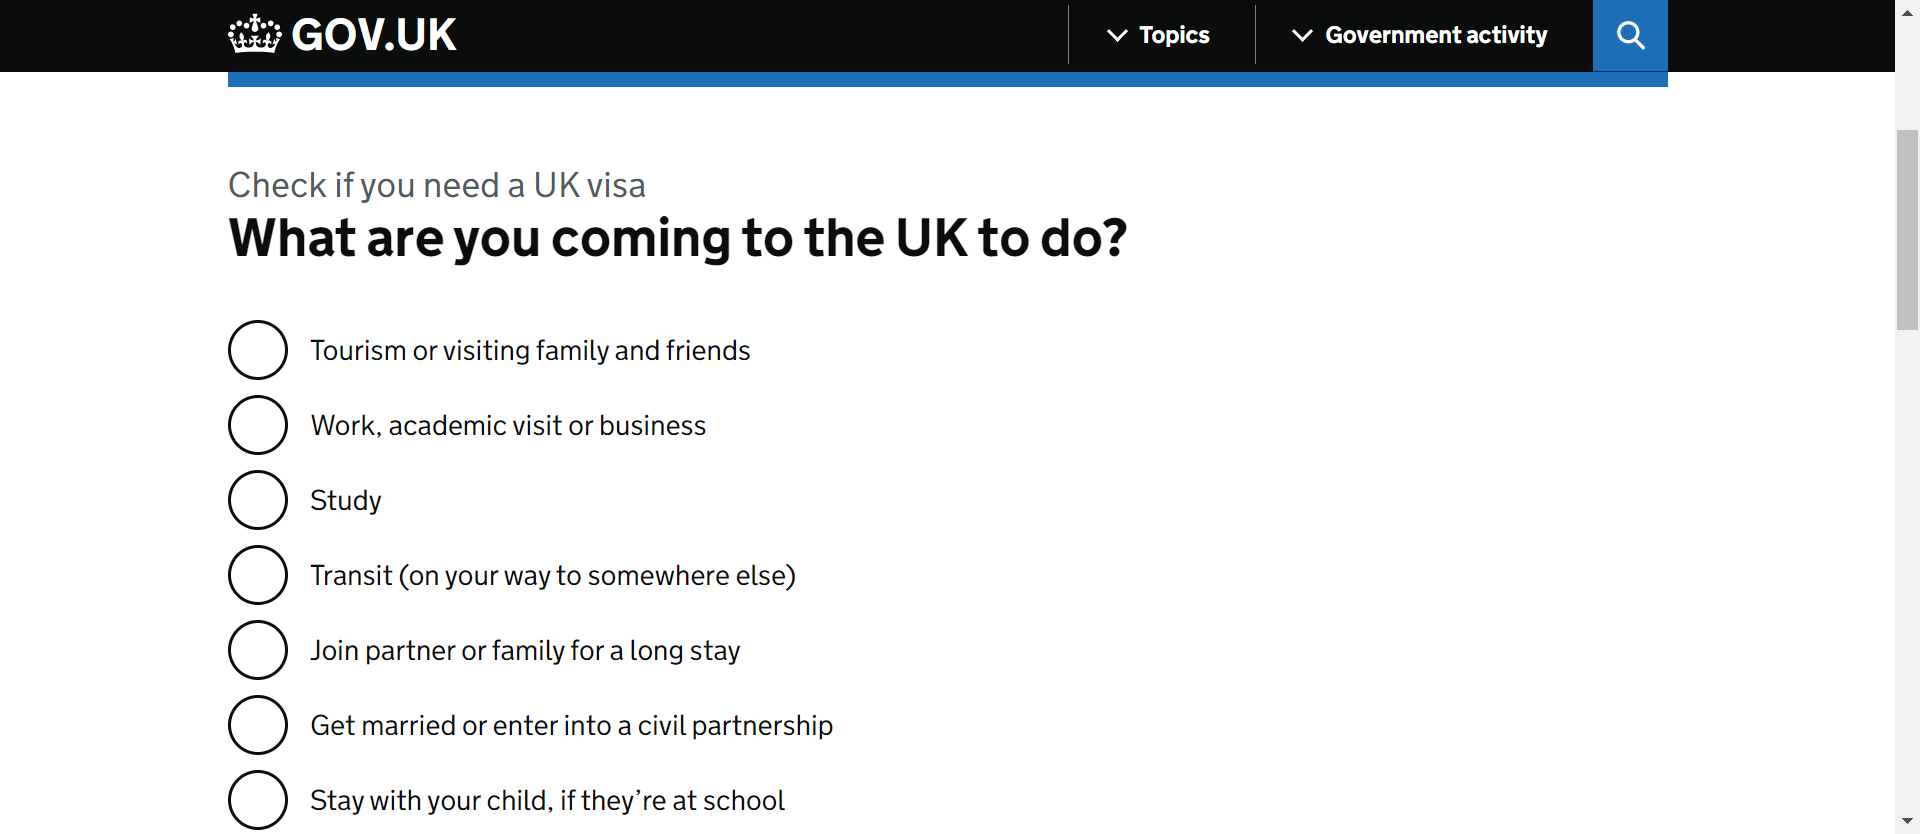 GOV.UK
Topics
Government activity
Check if you need a UK visa
What are you coming to the UK to do?
Tourism or visiting family and friends
Work, academic visit or business
Study
Transit (on your way to somewhere else)
Join partner or family for a long stay
Get married or enter into a civil partnership
Stay with your child, if they’re at school